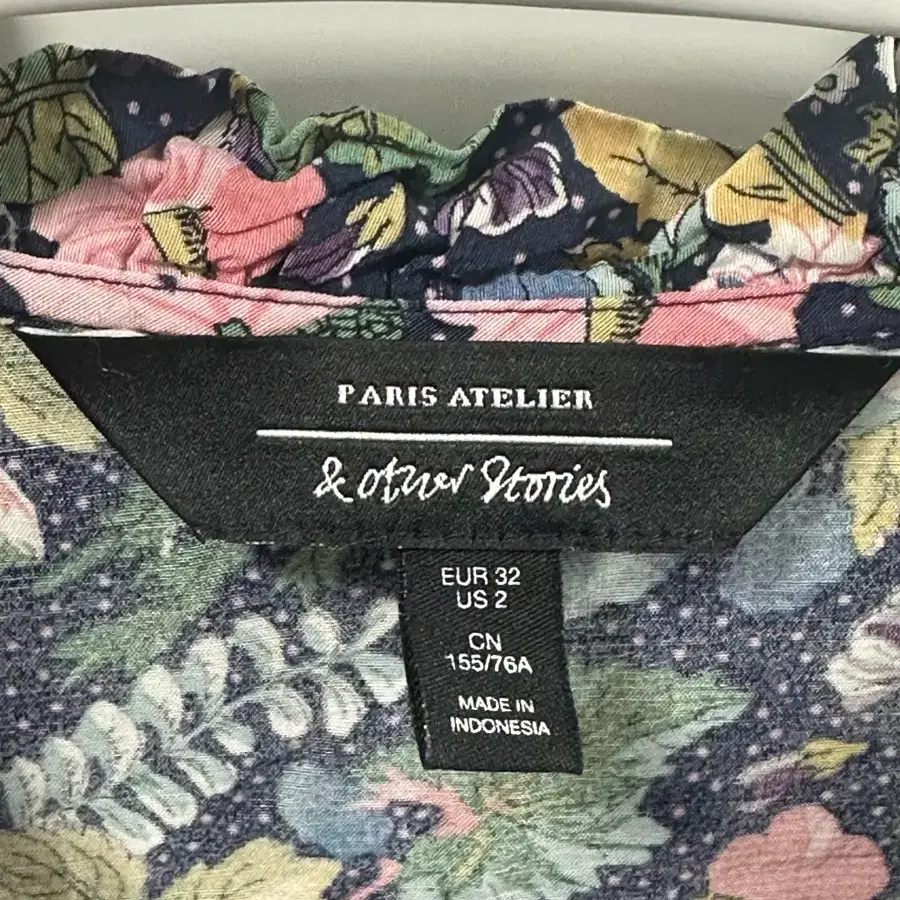 PARIS ATELIER
& other Stories
EUR 32
US 2
CN
155/76A
MADE IN
INDONESIA